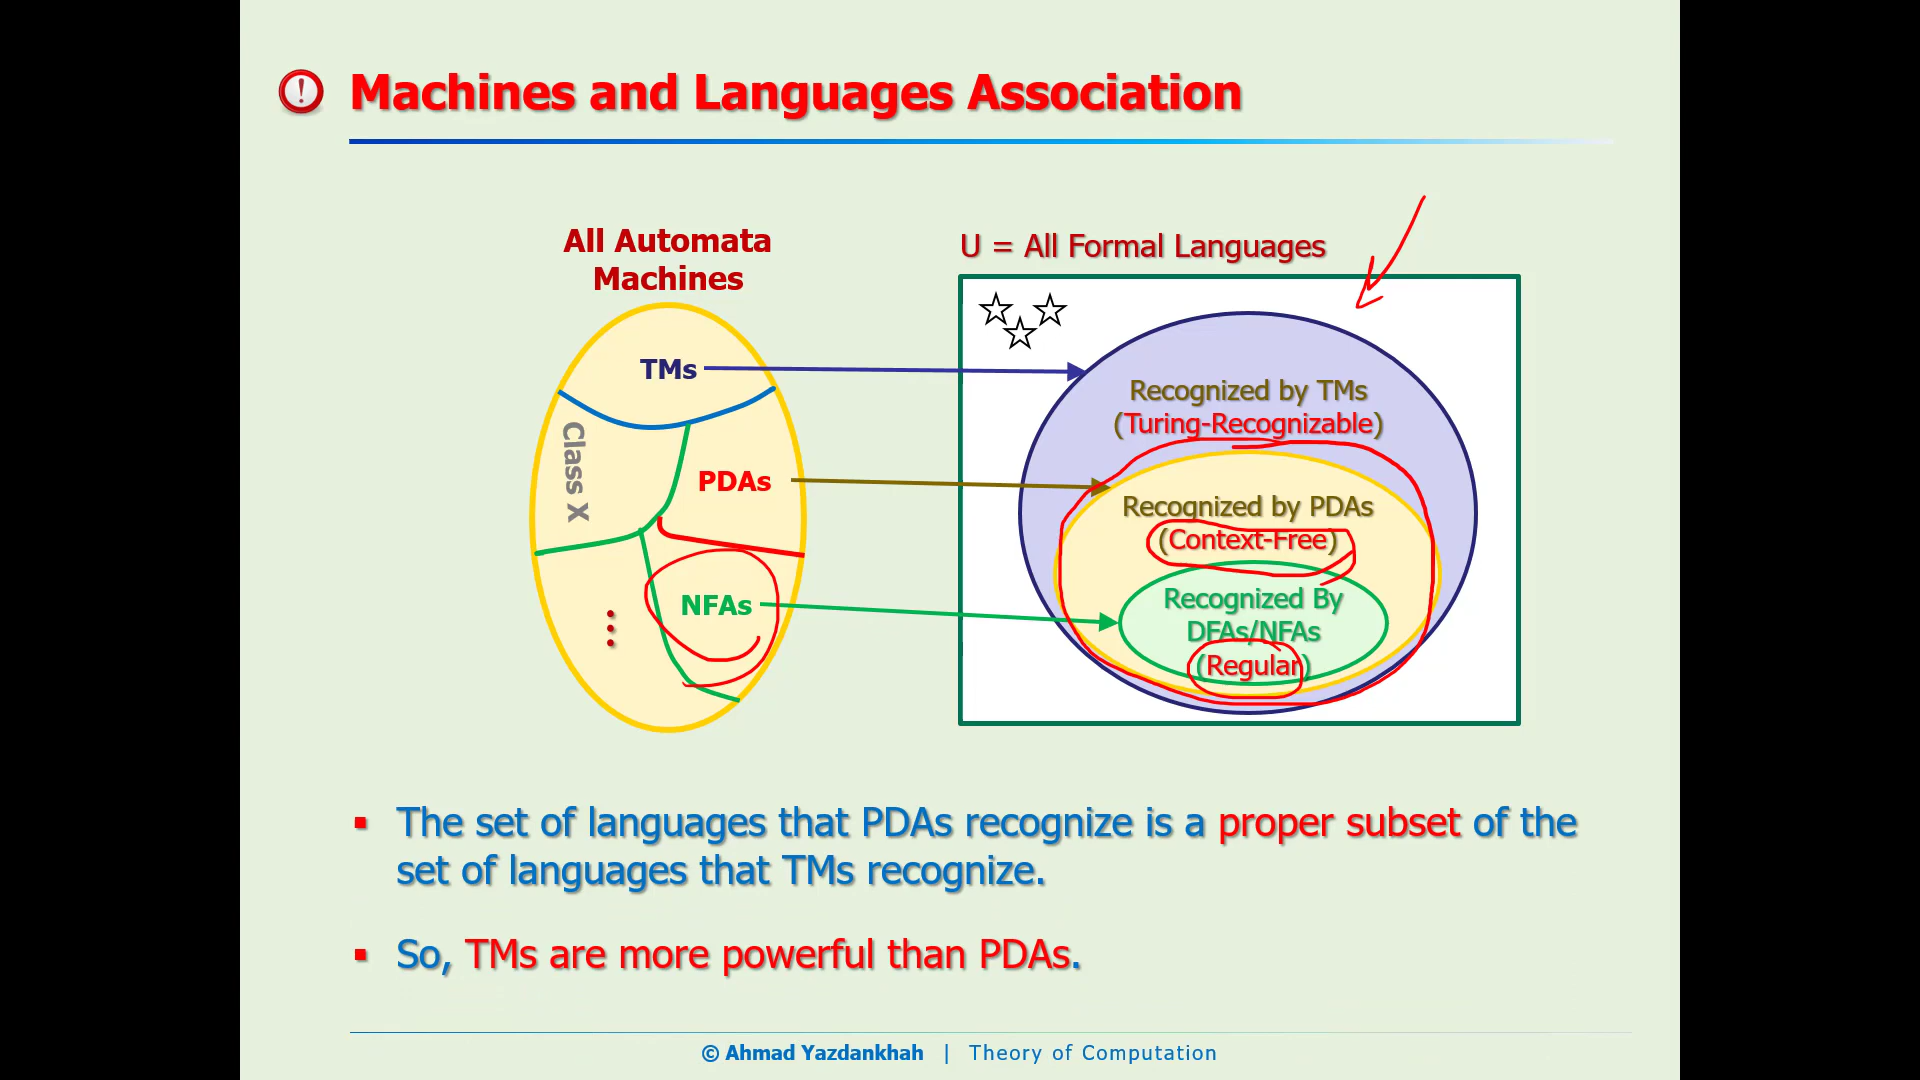 Machines and Languages Association
All Automata
Machines
TMs
Class X
PDAs
NFAs
U = All Formal Languages
Recognized by TMs
(Turing-Recognizable)
Recognized by PDAs
(Context-Free)
Recognized By
DFAs/NFAs
(Regular)
▪ The set of languages that PDAs recognize is a proper subset of the
set of languages that TMs recognize.
▪ So, TMs are more powerful than PDAs.
© Ahmad Yazdankhah | Theory of Computation